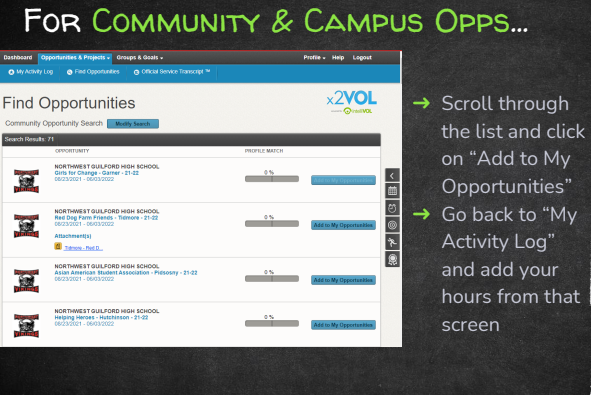 FOR COMMUNITY & CAMPUS OPPS...
Dashboard Opportunities & Projects Groups & Goals Profile Help Logout
My Activity Log Find Opportunities Official Service Transcript ™
Find Opportunities
x2VOL
intelliVOL
Community Opportunity Search Modify Search
Search Results: 71
OPPORTUNITY PROFILE MATCH
NORTHWEST GUILFORD HIGH SCHOOL
Girls for Change - Garner - 21-22
08/23/2021 - 06/03/2022
0 %
NORTHWEST GUILFORD HIGH SCHOOL
Red Dog Farm Friends - Tidmore - 21-22
08/23/2021 - 06/03/2022
0 %
Add to My Opportunities
Attachment(s)
Tidmore - Red D...
NORTHWEST GUILFORD HIGH SCHOOL
Asian American Student Association - Pidsosny - 21-22
08/23/2021 - 06/03/2022
0 %
Add to My Opportunities
NORTHWEST GUILFORD HIGH SCHOOL
Helping Heroes - Hutchinson - 21-22
08/23/2021 - 06/03/2022
0 %
Add to My Opportunities
→ Scroll through
the list and click
on “Add to My
Opportunities”
→ Go back to “My
Activity Log”
and add your
hours from that
screen